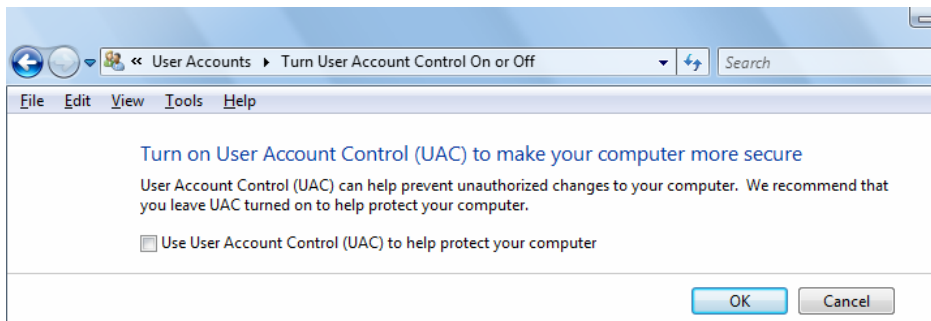 « User Accounts ▸ Turn User Account Control On or Off Search
File Edit View Tools Help
Turn on User Account Control (UAC) to make your computer more secure
User Account Control (UAC) can help prevent unauthorized changes to your computer. We recommend that
you leave UAC turned on to help protect your computer.
Use User Account Control (UAC) to help protect your computer
OK Cancel